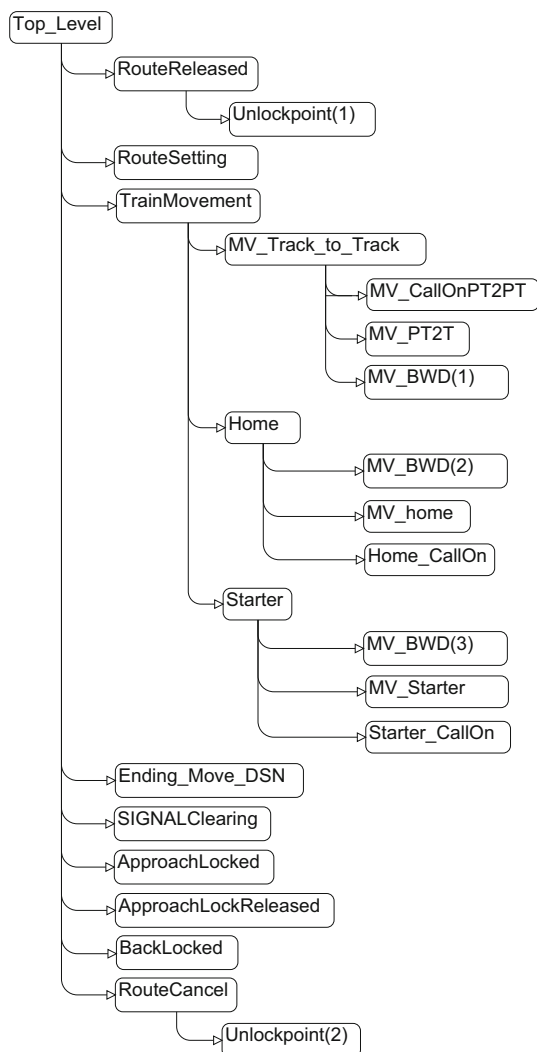 Top_Level
RouteReleased
Unlockpoint(1)
RouteSetting
TrainMovement
MV_Track_to_Track
MV_CallOnPT2PT
MV_PT2T
MV_BWD(1)
Home
MV_BWD(2)
MV_home
Home_CallOn
Starter
MV_BWD(3)
MV_Starter
Starter_CallOn
Ending_Move_DSN
SIGNALClearing
ApproachLocked
ApproachLockReleased
BackLocked
RouteCancel
Unlockpoint(2)